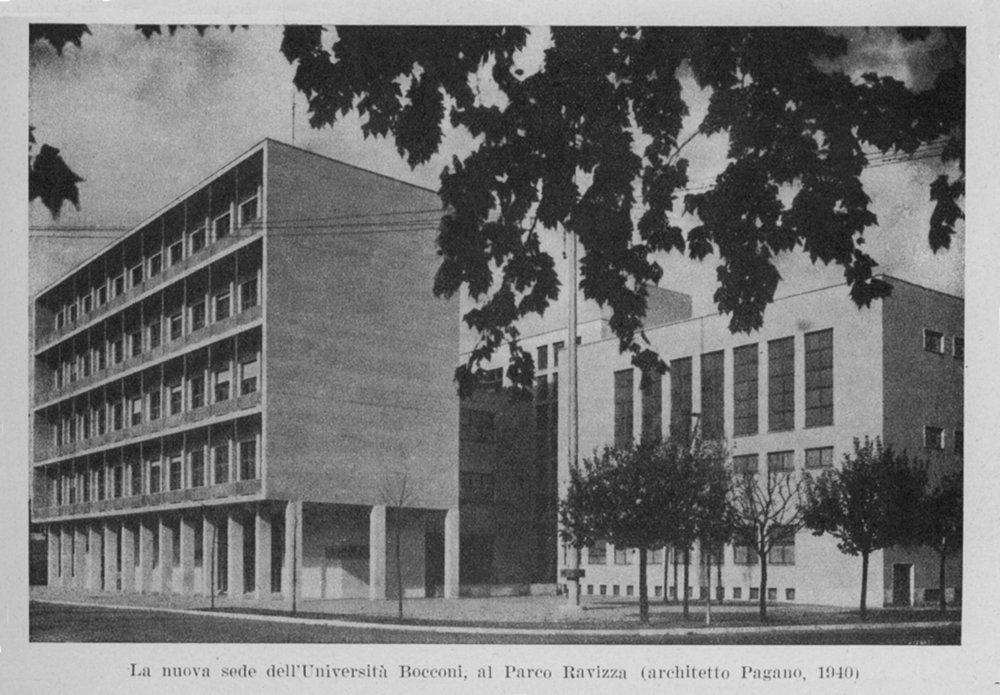 La nuova sede dell'Università Bocconi, al Parco Ravizza (architetto Pagano, 1940)